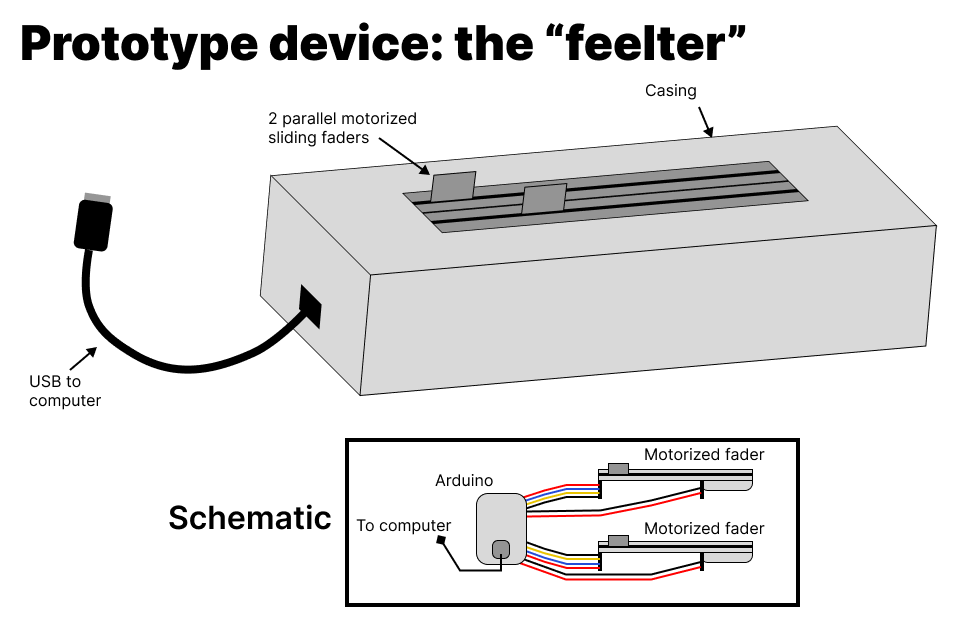 Prototype device: the “feelter”
Casing
2 parallel motorized
sliding faders
USB to
computer
Schematic
Motorized fader
Arduino
To computer
Motorized fader